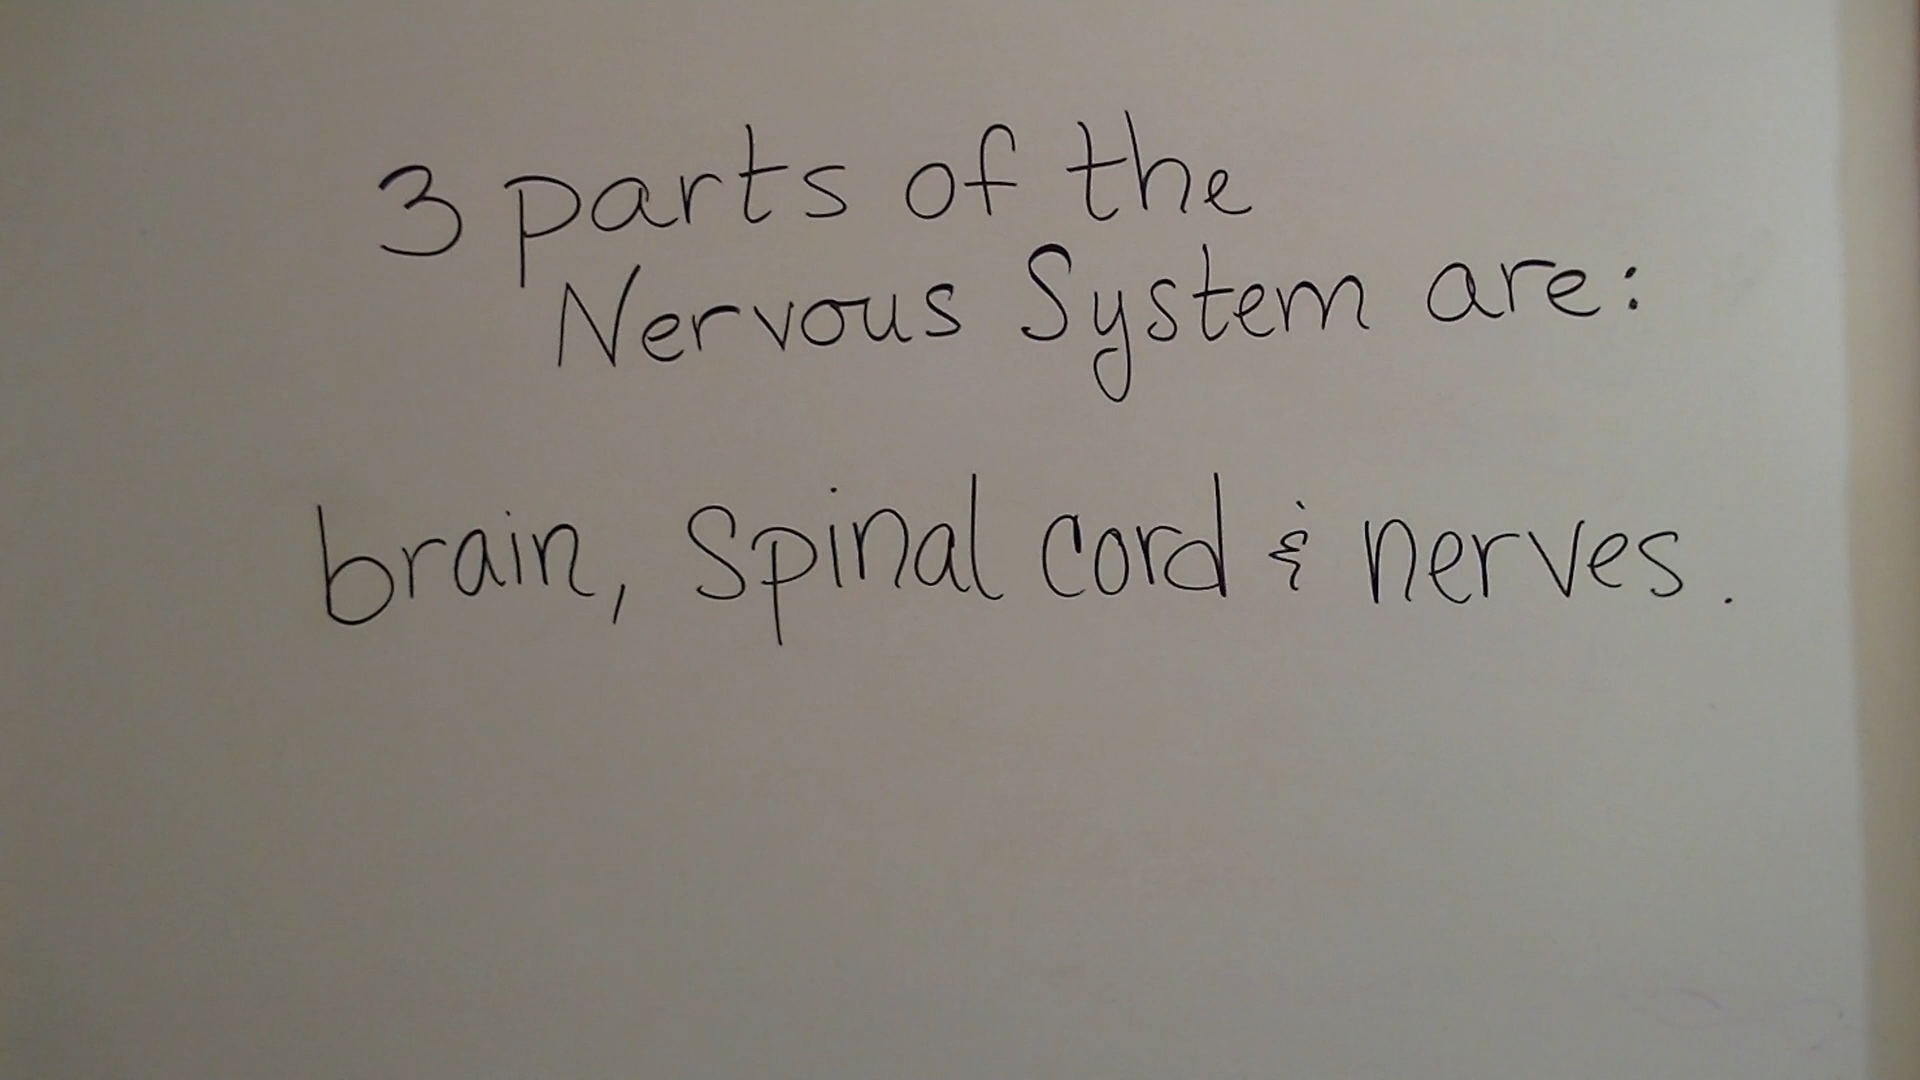 3 parts of the
Nervous System are:
brain, Spinal cord & nerves.